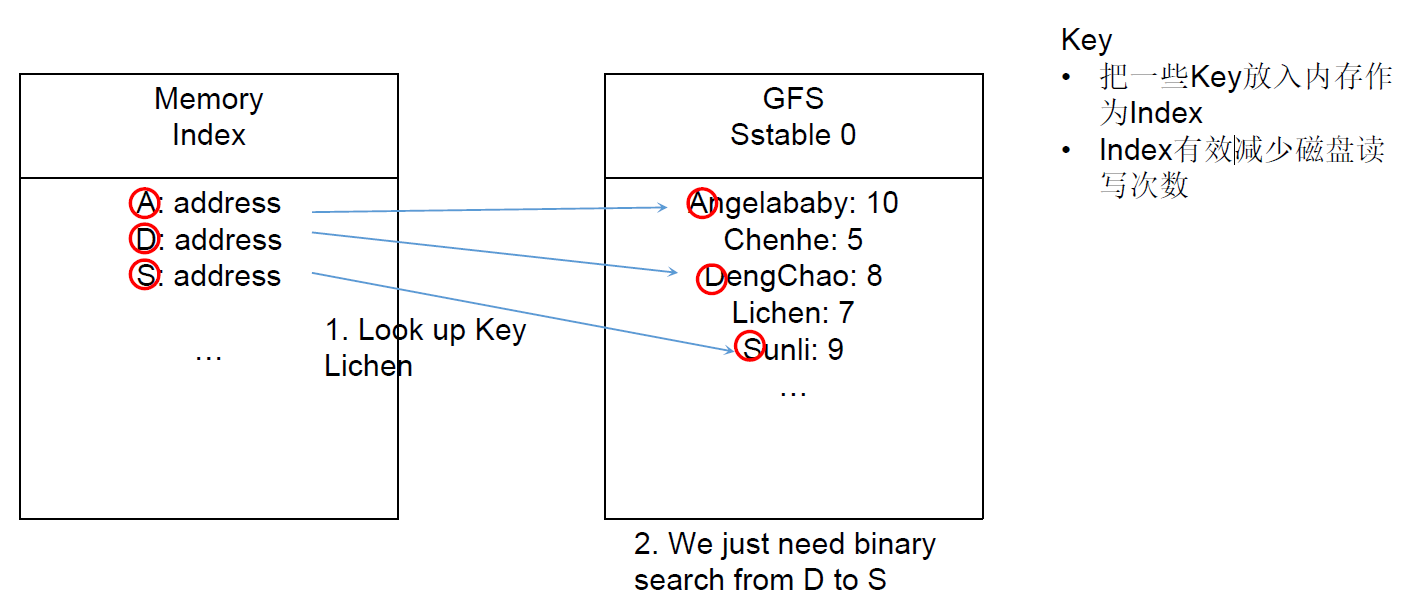 Memory
Index
A: address
D: address
S: address
…
1. Look up Key
Lichen
GFS
Sstable 0
Angelababy: 10
Chenhe: 5
DengChao: 8
Lichen: 7
Sunli: 9
…
2. We just need binary
search from D to S
Key
• 把一些Key放入内存作
为Index
• Index有效减少磁盘读
写次数